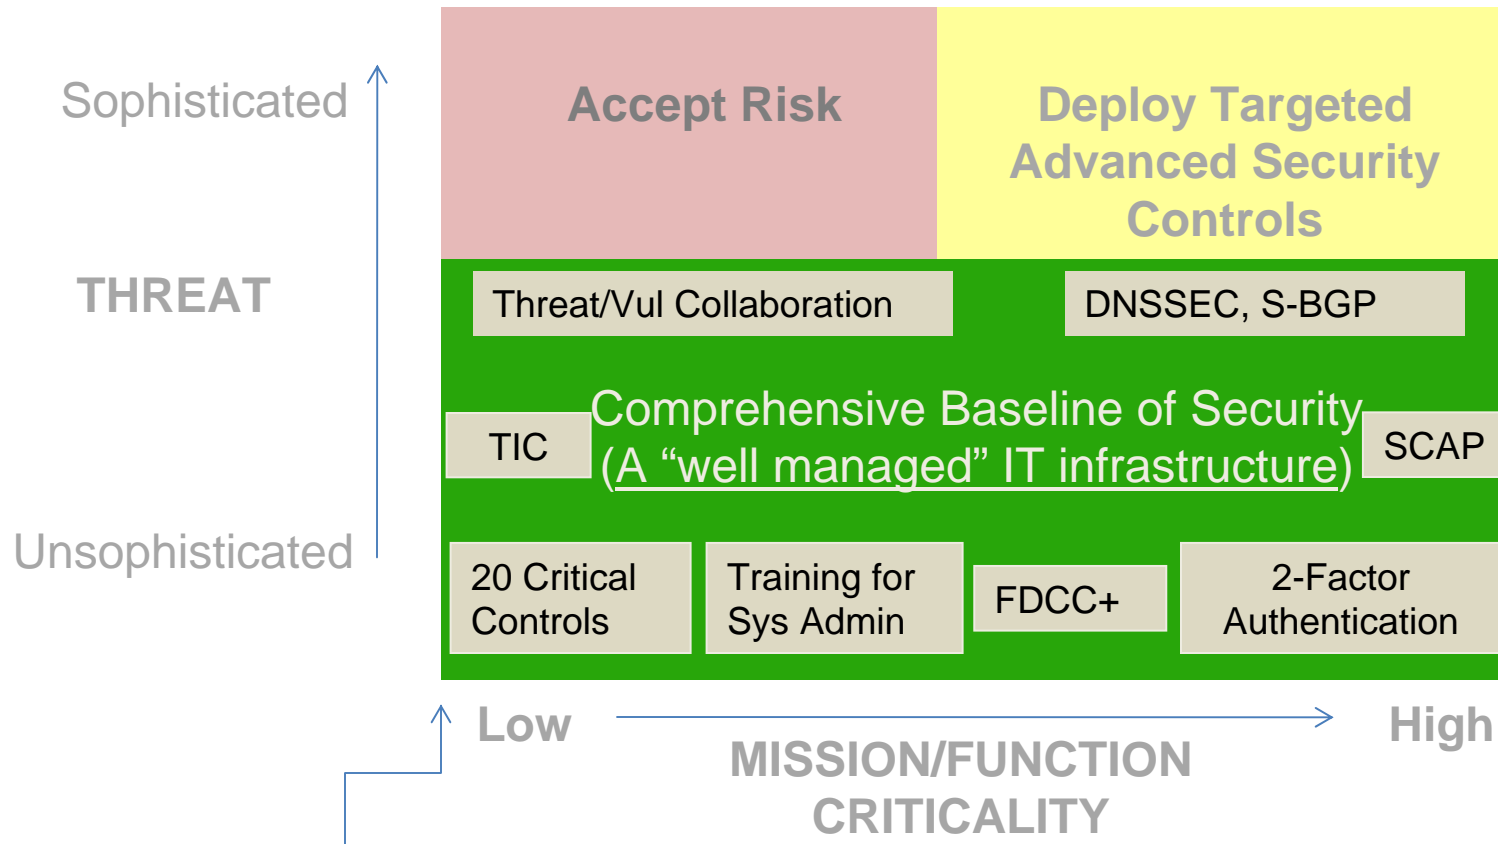 Sophisticated
Accept Risk
Deploy Targeted
Advanced Security
Controls
THREAT
Threat/Vul Collaboration
DNSSEC, S-BGP
Comprehensive Baseline of Security
(A “well managed” IT infrastructure)
TIC
SCAP
Unsophisticated
20 Critical
Controls
Training for
Sys Admin
FDCC+
2-Factor
Authentication
Low
High
MISSION/FUNCTION
CRITICALITY